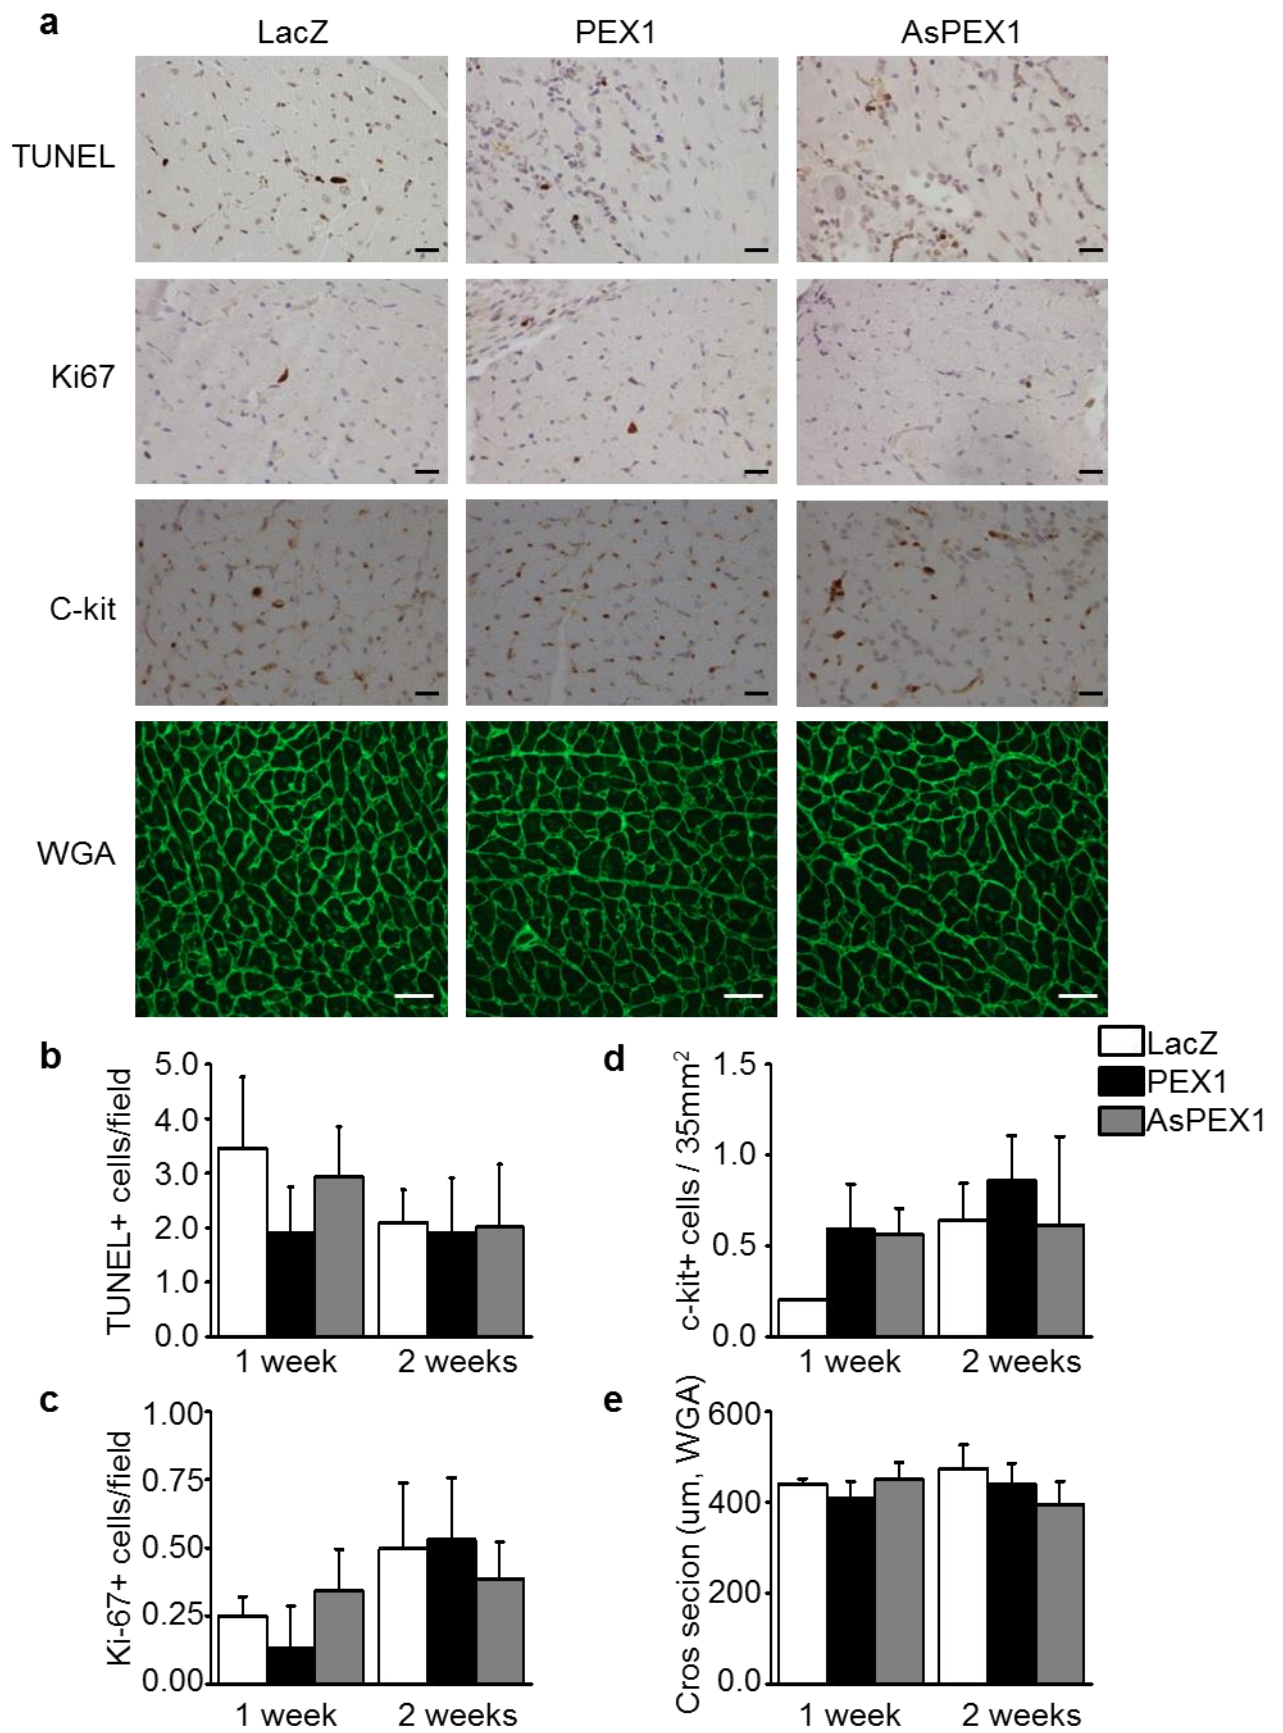 a
LacZ
PEX1
AsPEX1
TUNEL
Ki67
C-kit
WGA
b
TUNEL+ cells/field
5.0
4.0
3.0
2.0
1.0
0.0
1 week
2 weeks
d
c-kit+ cells / 35mm²
1.5
1.0
0.5
0.0
1 week
2 weeks
LacZ
PEX1
AsPEX1
c
Ki-67+ cells/field
1.00
0.75
0.50
0.25
0.00
1 week
2 weeks
e
Cros secion (um, WGA)
600
400
200
0.0
1 week
2 weeks